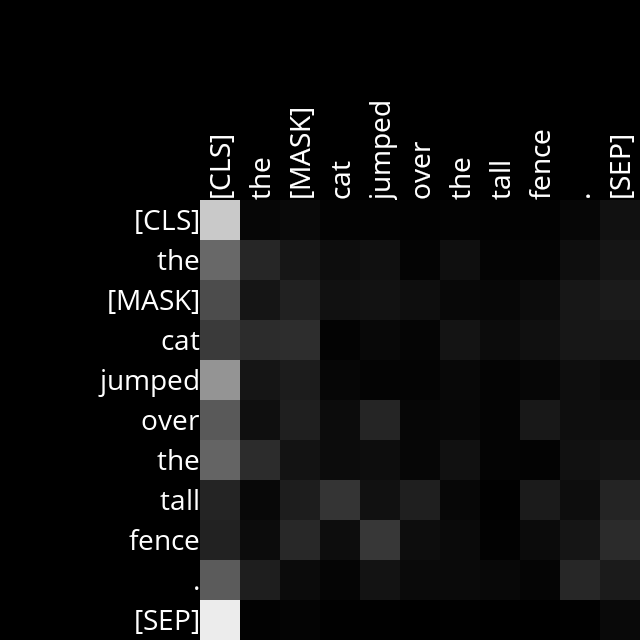 [CLS] the [MASK] cat jumped over the tall fence . [SEP]
[CLS]
the
[MASK]
cat
jumped
over
the
tall
fence
.
[SEP]